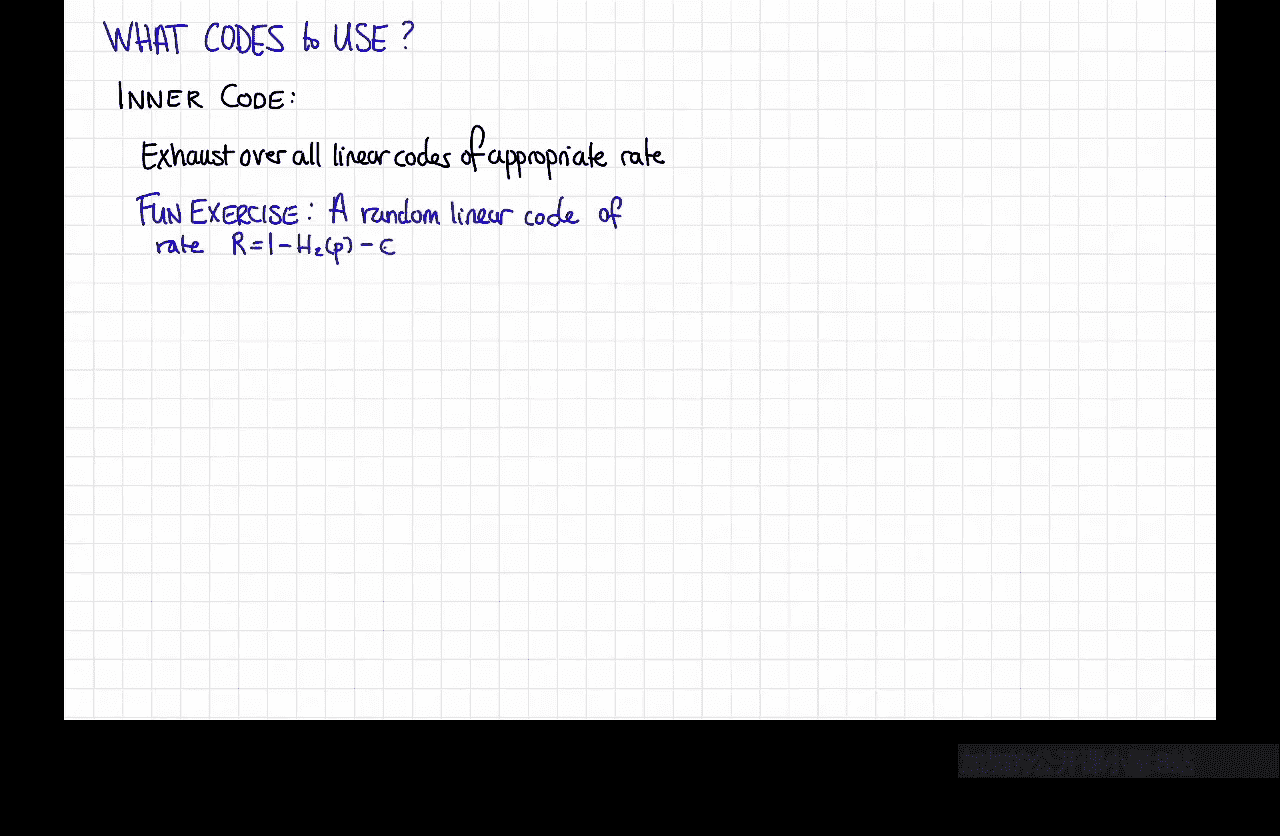 WHAT CODES to USE?
INNER CODE:
Exhaust over all linear codes of appropriate rate
FUN EXERCISE: A random linear code of
rate R=1-H₂(p)-ϵ